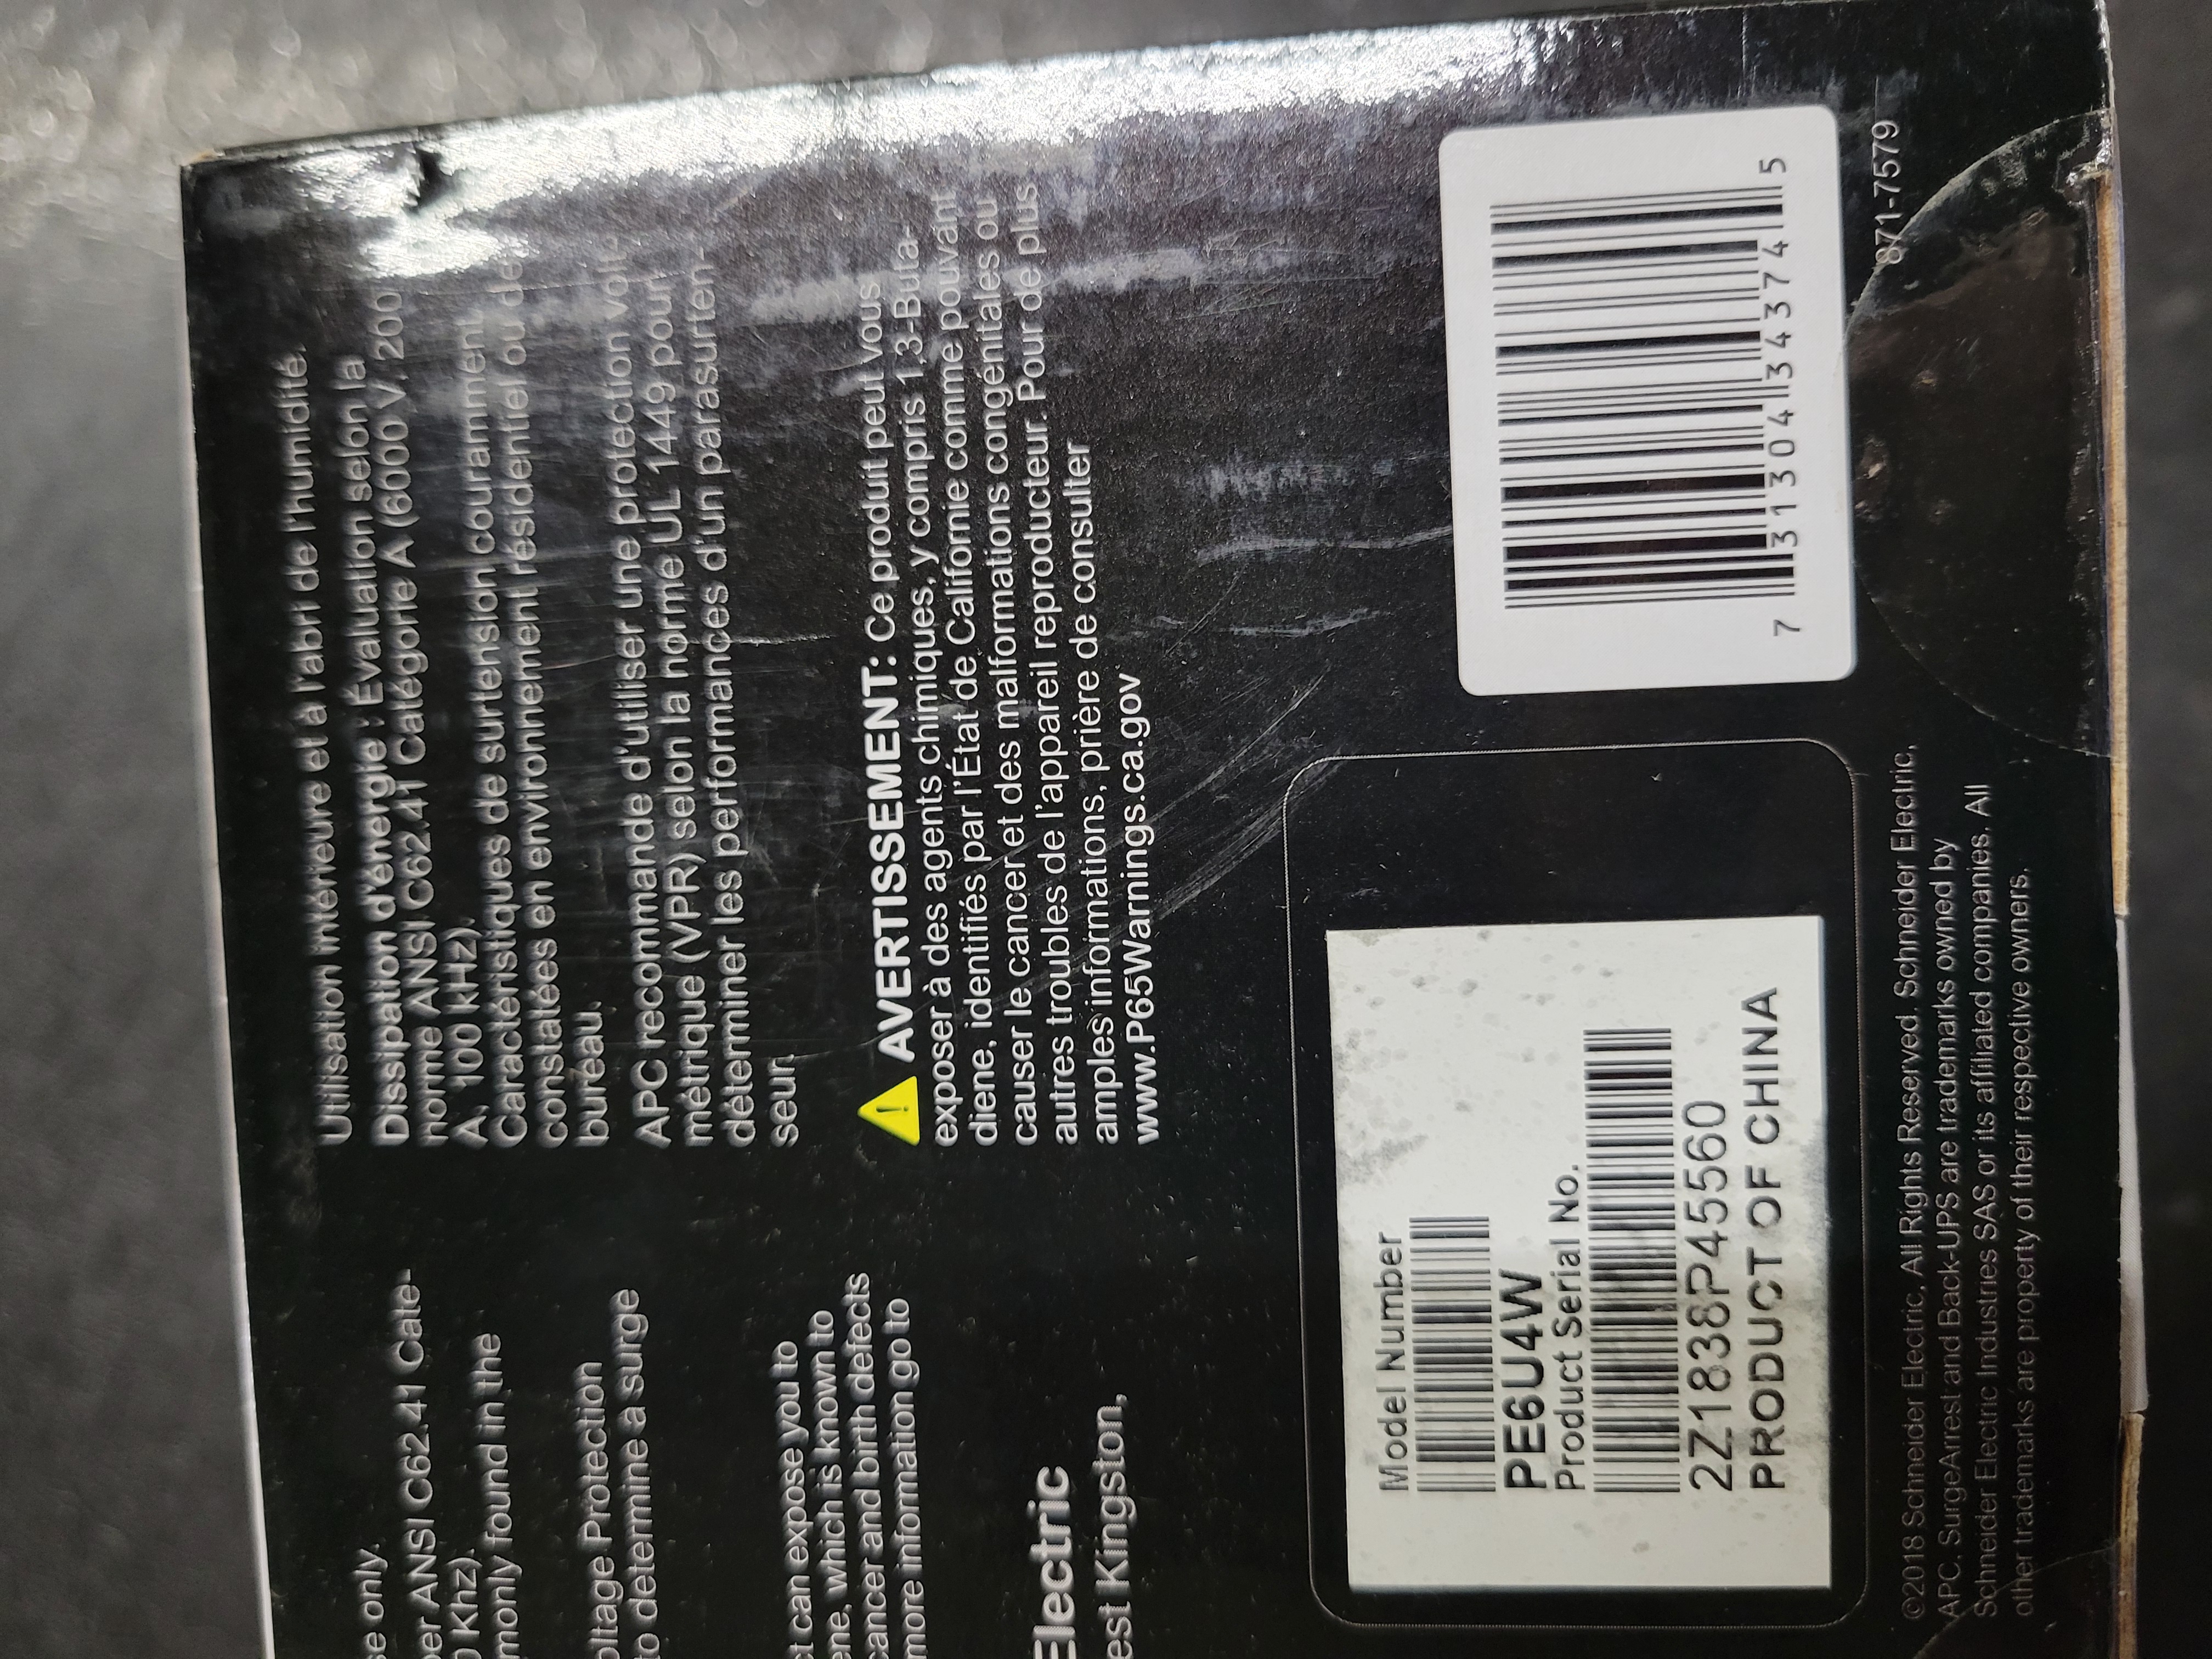 se only.
per ANSI C62.41 Cate-
0 Khz).
monly found in the
oltage Protection
to determine a surge
ct can expose you to
ene, which is known to
cancer and birth defects
more information go to
Electric
est Kingston,
Utilisation intérieure et à l'abri de l'humidité.
Dissipation d'énergie : Évaluation selon la
norme ANSI C62.41 Catégorie A (6000 V, 200
A, 100 kHz).
Caractéristiques de surtension couramment
constatées en environnement résidentiel ou de
bureau.
APC recommande d'utiliser une protection volt-
métrique (VPR) selon la norme UL 1449 pour
déterminer les performances d'un parasurten-
seur.
AVERTISSEMENT: Ce produit peut vous
exposer à des agents chimiques, y compris 1,3-Buta-
diene, identifiés par l'État de Californie comme pouvant
causer le cancer et des malformations congénitales ou
autres troubles de l'appareil reproducteur. Pour de plus
amples informations, prière de consulter
www.P65Warnings.ca.gov
Model Number
PE6U4W
Product Serial No.
2Z1838P45560
PRODUCT OF CHINA
7 31304 34374 5
©2018 Schneider Electric. All Rights Reserved. Schneider Electric,
APC, SurgeArrest and Back-UPS are trademarks owned by
Schneider Electric Industries SAS or its affiliated companies. All
other trademarks are property of their respective owners.
871-7579